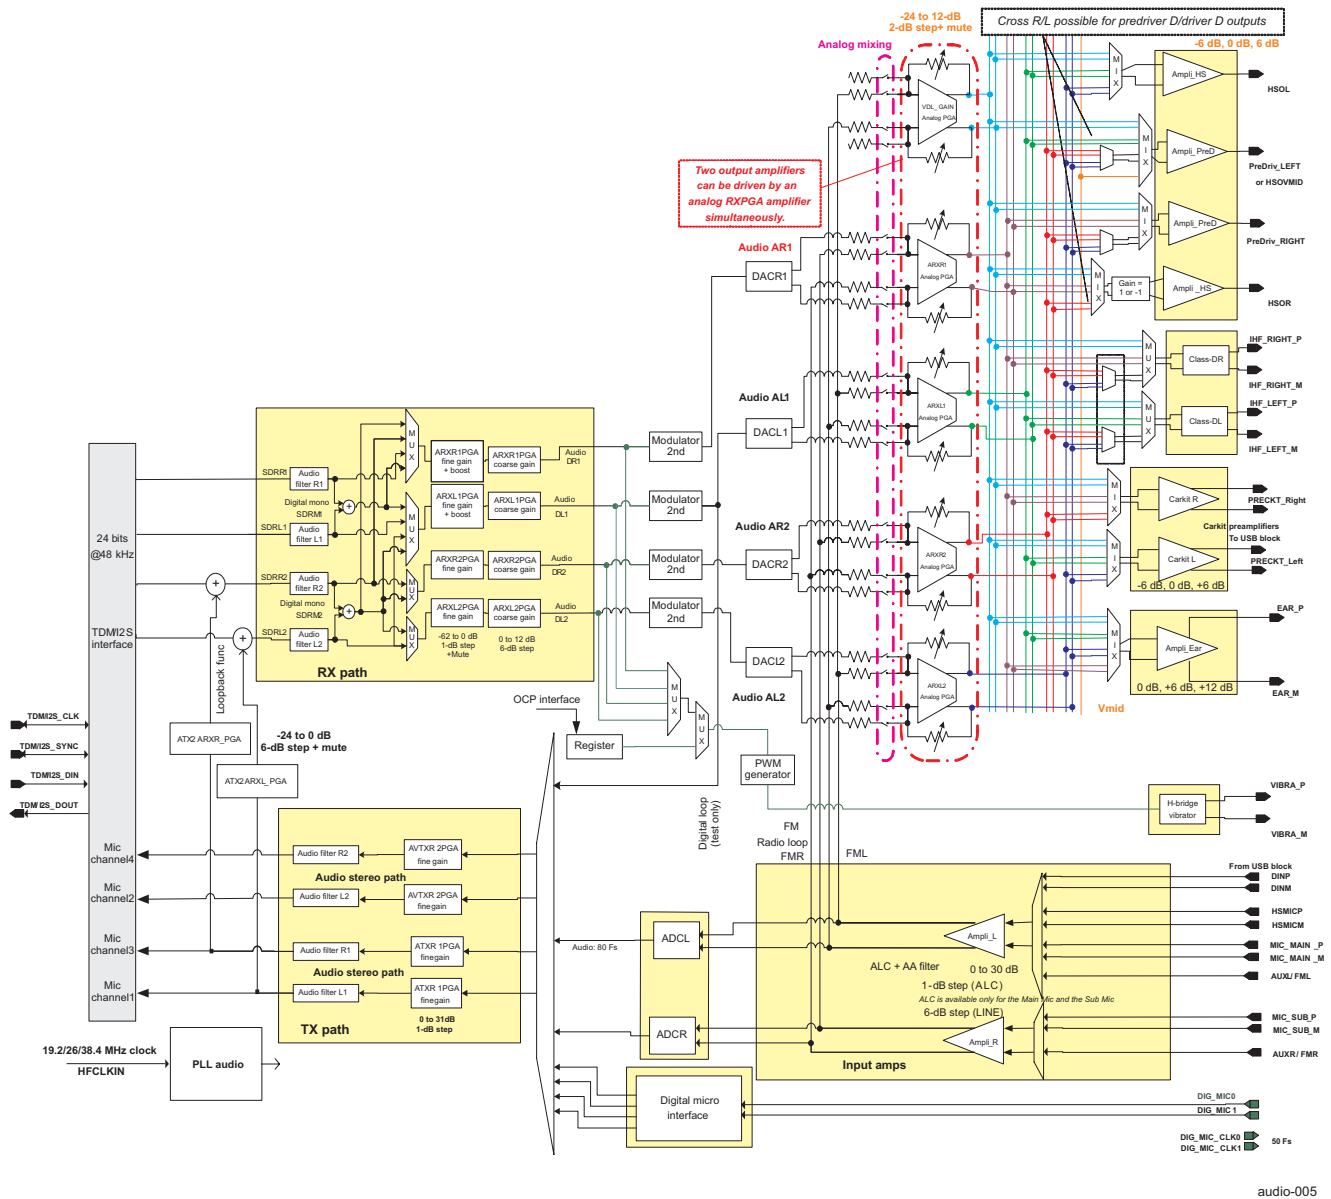 -24 to 12-dB
2-dB step+ mute
Cross R/L possible for predriver D/driver D outputs
Analog mixing
-6 dB, 0 dB, 6 dB
M
I
X
Ampli_HS
HSOL
VDL_GAIN
Analog PGA
M
I
X
Ampli_PreD
PreDriv_LEFT
or HSOVMID
Two output amplifiers
can be driven by an
analog RXPGA amplifier
simultaneously.
M
I
X
Ampli_PreD
PreDriv_RIGHT
Audio AR1
DACR1
ARXR1
Analog PGA
M
I
X
Gain =
1 or -1
Ampli_HS
HSOR
IHF_RIGHT_P
M
U
X
Class-DR
IHF_RIGHT_M
Audio AL1
DACL1
ARXL1
Analog PGA
IHF_LEFT_P
M
U
X
Class-DL
IHF_LEFT_M
24 bits
@48 kHz
TDM/I2S
interface
SDRR1
Audio
filter R1
Digital mono
SDRM1
+
SDRL1
Audio
filter L1
M
U
X
ARXR1PGA
fine gain
+ boost
ARXR1PGA
coarse gain
Audio
DR1
Modulator
2nd
M
U
X
ARXL1PGA
fine gain
+ boost
ARXL1PGA
coarse gain
Audio
DL1
Modulator
2nd
+
SDRR2
Audio
filter R2
Digital mono
SDRM2
+
+
SDRL2
Audio
filter L2
M
U
X
ARXR2PGA
fine gain
ARXR2PGA
coarse gain
Audio
DR2
Modulator
2nd
M
U
X
ARXL2PGA
fine gain
ARXL2PGA
coarse gain
Audio
DL2
Modulator
2nd
-62 to 0 dB
1-dB step
+Mute
0 to 12 dB
6-dB step
RX path
Audio AR2
DACR2
ARXR2
Analog PGA
M
I
X
Carkit R
PRECKT_Right
Carkit preamplifiers
To USB block
M
I
X
Carkit L
PRECKT_Left
-6 dB, 0 dB, +6 dB
DACL2
Audio AL2
ARXL2
Analog PGA
M
I
X
Ampli_Ear
EAR_P
EAR_M
0 dB, +6 dB, +12 dB
Vmid
Loopback func
OCP interface
M
U
X
M
U
X
Register
TDM/I2S_CLK
TDM/I2S_SYNC
TDM/I2S_DIN
TDM/I2S_DOUT
ATX2 ARXR_PGA
-24 to 0 dB
6-dB step + mute
ATX2ARXL_PGA
PWM
generator
Digital loop
(test only)
H-bridge
vibrator
VIBRA_P
VIBRA_M
FM
Radio loop
FMR
FML
Mic
channel4
Audio filter R2
AVTXR 2PGA
fine gain
Audio stereo path
Mic
channel2
Audio filter L2
AVTXR 2PGA
finegain
Mic
channel3
Audio filter R1
ATXR 1PGA
finegain
Audio stereo path
Mic
channel1
Audio filter L1
ATXR 1PGA
finegain
0 to 31dB
1-dB step
TX path
Audio: 80 Fs
ADCL
ADCR
Ampli_L
ALC + AA filter
0 to 30 dB
1-dB step (ALC)
ALC is available only for the Main Mic and the Sub Mic
6-dB step (LINE)
Ampli_R
Input amps
From USB block
DINP
DINM
HSMICP
HSMICM
MIC_MAIN _P
MIC_MAIN _M
AUXL/ FML
MIC_SUB_P
MIC_SUB_M
AUXR/ FMR
19.2/26/38.4 MHz clock
HFCLKIN
PLL audio
Digital micro
interface
DIG_MIC0
DIG_MIC 1
DIG_MIC_CLK0
DIG_MIC_CLK1
50 Fs
audio-005